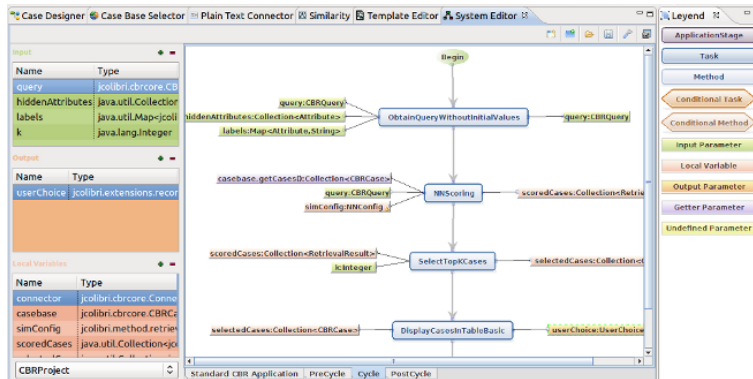 Case Designer Case Base Selector Plain Text Connector Similarity Template Editor System Editor
Leyend
Input
Name Type
query jcolibri.cbrcore.CB
hiddenAttributes java.util.Collection
labels java.util.Map<jcoli
k java.lang.Integer
Output
Name Type
userChoice jcolibri.extensions.recor
Local Variables
Name Type
connector jcolibri.cbrcore.Conne
casebase jcolibri.cbrcore.CBRCa
simConfig jcolibri.method.retrie
scoredCases java.util.Collection<jco
CBRProject
Begin
query:CBRQuery
hiddenAttributes:Collection<Attribute>
labels:Map<Attribute,String>
ObtainQueryWithoutInitialValues
query:CBRQuery
casebase.getCases():Collection<CBRCase>
query:CBRQuery
simConfig:NNConfig
NNScoring
scoredCases:Collection<Retrie
scoredCases:Collection<RetrievalResult>
k:Integer
SelectTopKCases
selectedCases:Collection<
selectedCases:Collection<CBRCase>
DisplayCasesInTableBasic
userChoice:UserChoice
Standard CBR Application PreCycle Cycle PostCycle
ApplicationStage
Task
Method
Conditional Task
Conditional Method
Input Parameter
Local Variable
Output Parameter
Getter Parameter
Undefined Parameter